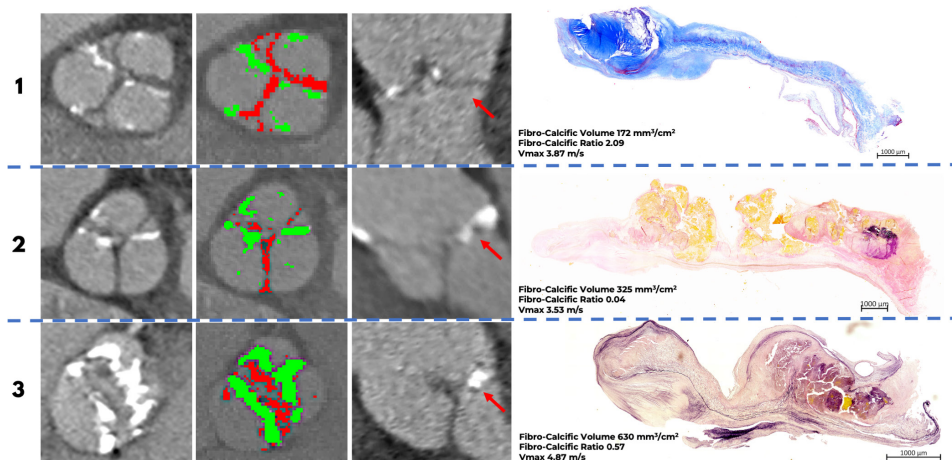 1
Fibro-Calcific Volume 172 mm³/cm²
Fibro-Calcific Ratio 2.09
Vmax 3.87 m/s
1000 µm
2
Fibro-Calcific Volume 325 mm³/cm²
Fibro-Calcific Ratio 0.04
Vmax 3.53 m/s
1000 µm
3
Fibro-Calcific Volume 630 mm³/cm²
Fibro-Calcific Ratio 0.57
Vmax 4.87 m/s
1000 µm